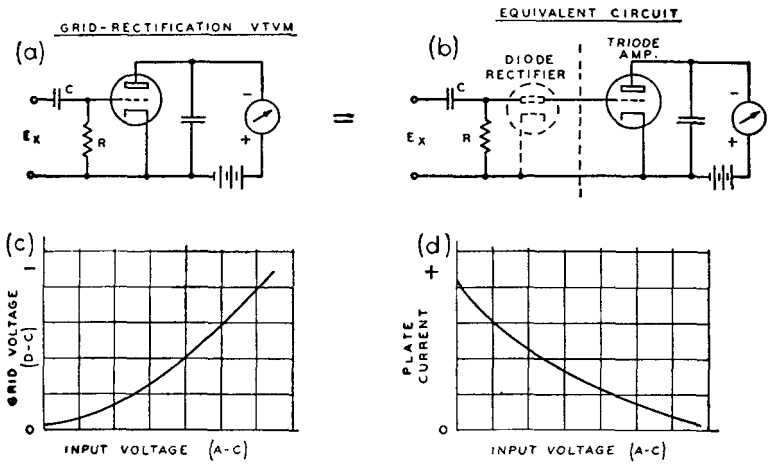 GRID-RECTIFICATION VTVM
EQUIVALENT CIRCUIT
(a)
C
Ex
R
-
+
=
(b)
DIODE
RECTIFIER
TRIODE
AMP.
C
Ex
R
-
+
(c)
-
GRID VOLTAGE
(D-C)
0
INPUT VOLTAGE (A-C)
(d)
+
PLATE
CURRENT
0
INPUT VOLTAGE (A-C)